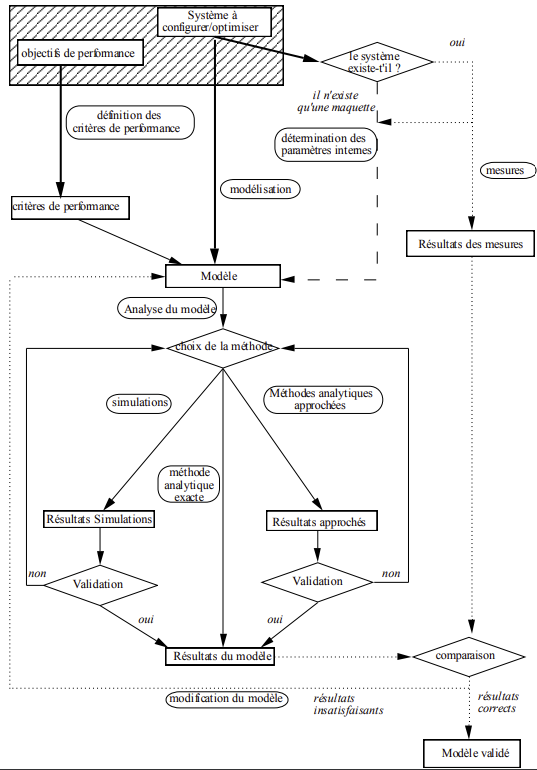 Système à
configurer/optimiser
objectifs de performance
le système
existe-t'il ?
oui
il n'existe
qu'une maquette
définition des
critères de performance
détermination des
paramètres internes
mesures
modélisation
critères de performance
Résultats des mesures
Modèle
Analyse du modèle
choix de la méthode
simulations
Méthodes analytiques
approchées
méthode
analytique
exacte
Résultats Simulations
Résultats approchés
non
Validation
Validation
non
oui
oui
Résultats du modèle
comparaison
modification du modèle
résultats
insatisfaisants
résultats
corrects
Modèle validé